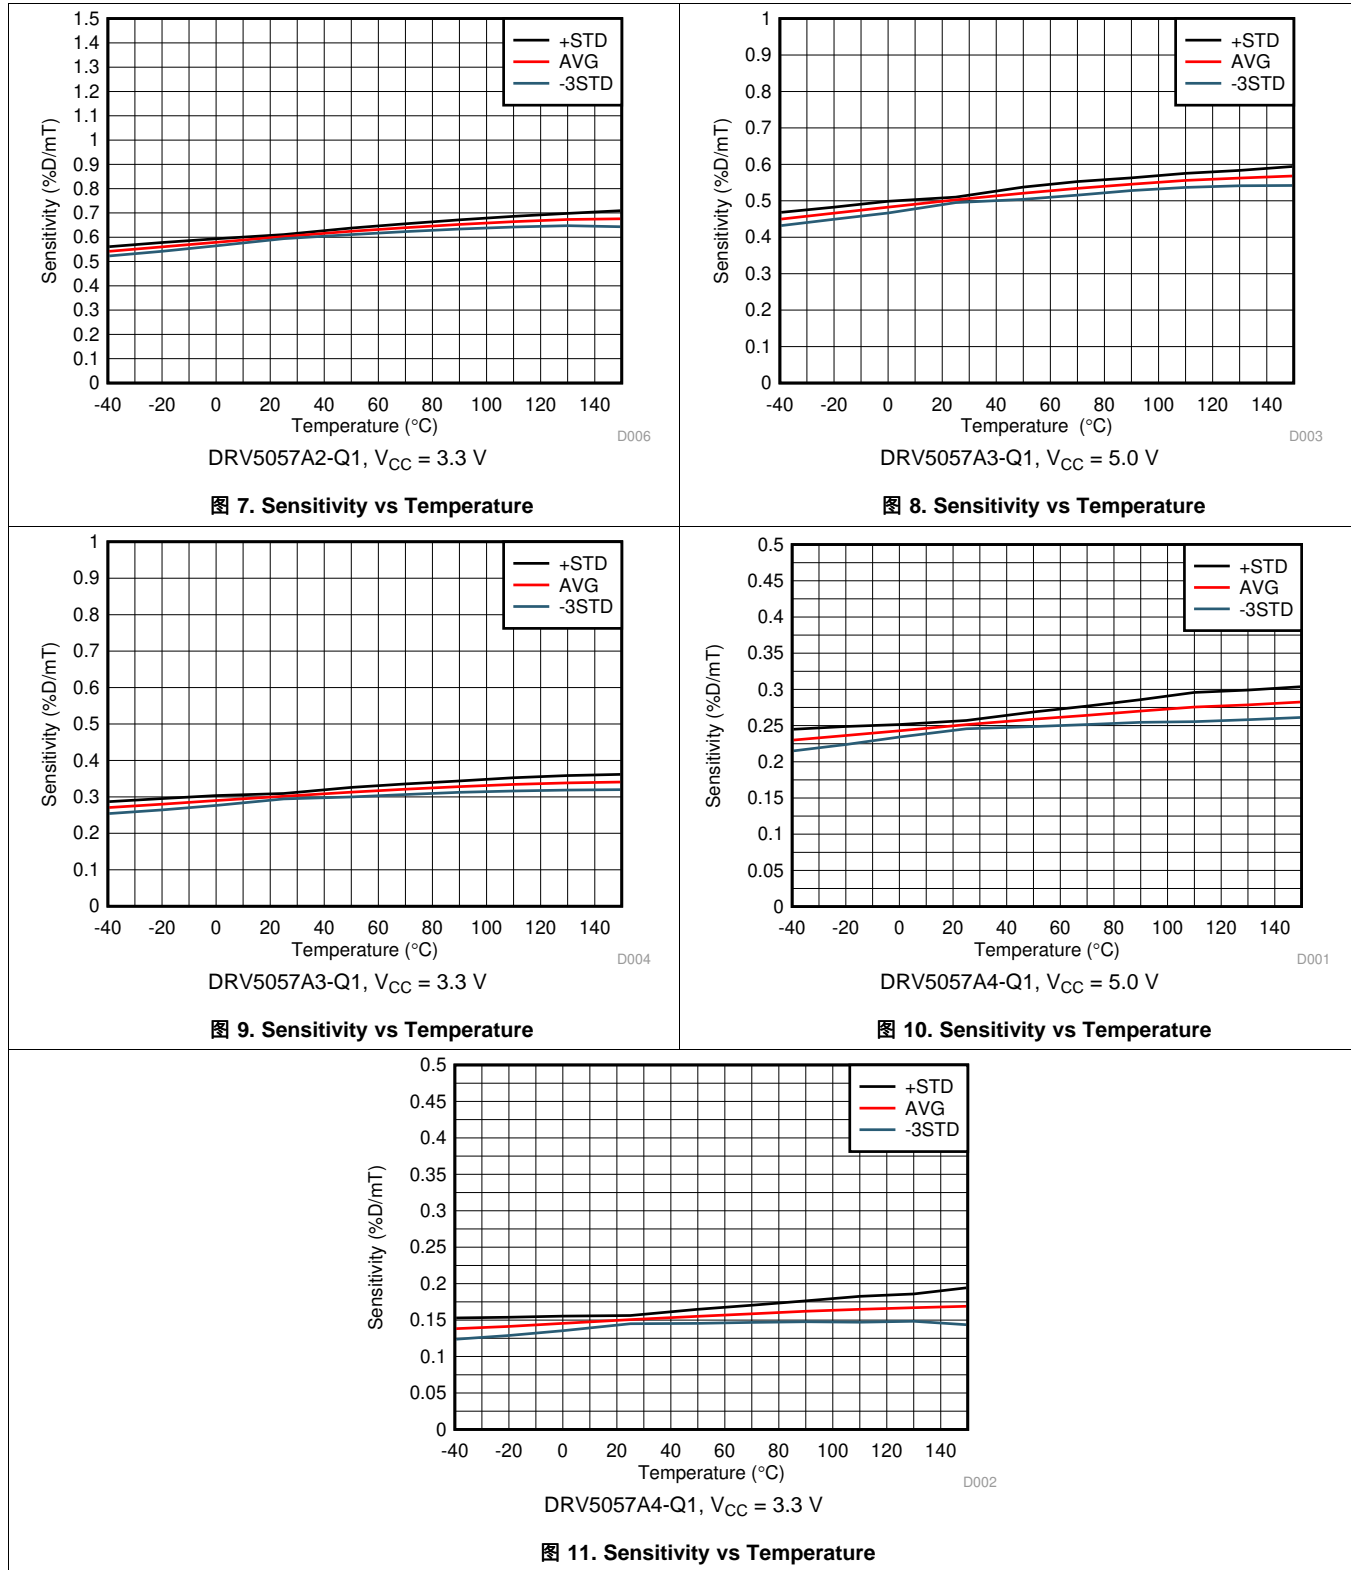 1.5
1.4
1.3
1.2
1.1
1
0.9
0.8
0.7
0.6
0.5
0.4
0.3
0.2
0.1
0
Sensitivity (%D/mT)
+STD
AVG
-3STD
-40 -20 0 20 40 60 80 100 120 140
Temperature (°C)
D006
DRV5057A2-Q1, VCC = 3.3 V
图 7. Sensitivity vs Temperature
1
0.9
0.8
0.7
0.6
0.5
0.4
0.3
0.2
0.1
0
Sensitivity (%D/mT)
+STD
AVG
-3STD
-40 -20 0 20 40 60 80 100 120 140
Temperature (°C)
D003
DRV5057A3-Q1, VCC = 5.0 V
图 8. Sensitivity vs Temperature
1
0.9
0.8
0.7
0.6
0.5
0.4
0.3
0.2
0.1
0
Sensitivity (%D/mT)
+STD
AVG
-3STD
-40 -20 0 20 40 60 80 100 120 140
Temperature (°C)
D004
DRV5057A3-Q1, VCC = 3.3 V
图 9. Sensitivity vs Temperature
0.5
0.45
0.4
0.35
0.3
0.25
0.2
0.15
0.1
0.05
0
Sensitivity (%D/mT)
+STD
AVG
-3STD
-40 -20 0 20 40 60 80 100 120 140
Temperature (°C)
D001
DRV5057A4-Q1, VCC = 5.0 V
图 10. Sensitivity vs Temperature
0.5
0.45
0.4
0.35
0.3
0.25
0.2
0.15
0.1
0.05
0
Sensitivity (%D/mT)
+STD
AVG
-3STD
-40 -20 0 20 40 60 80 100 120 140
Temperature (°C)
D002
DRV5057A4-Q1, VCC = 3.3 V
图 11. Sensitivity vs Temperature